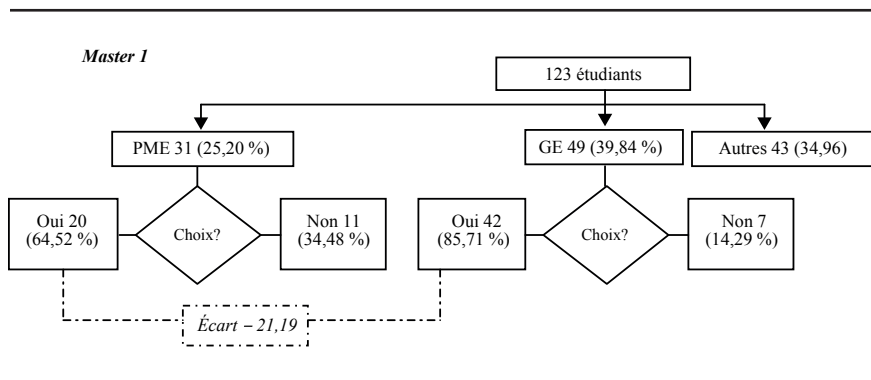 Master 1
123 étudiants
PME 31 (25,20 %)
GE 49 (39,84 %)
Autres 43 (34,96)
Oui 20
(64,52 %)
Choix?
Non 11
(34,48 %)
Oui 42
(85,71 %)
Choix?
Non 7
(14,29 %)
Écart – 21,19